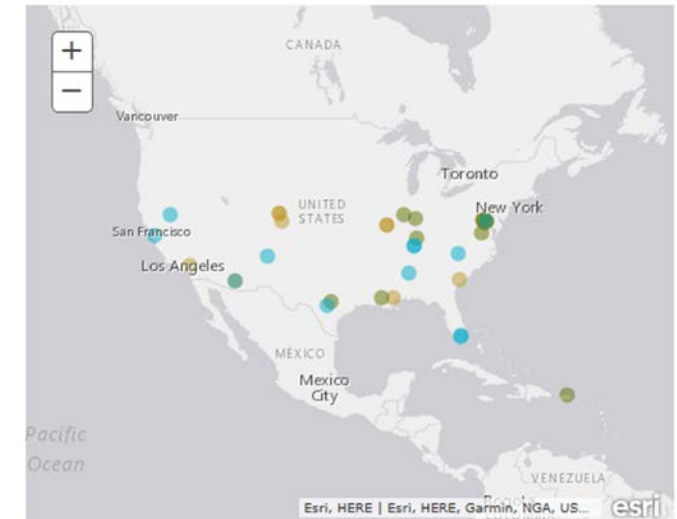 CANADA
+
−
Vancouver
Toronto
UNITED
STATES
New York
San Francisco
Los Angeles
MÉXICO
Mexico
City
Pacific
Ocean
VENEZUELA
Esri, HERE | Esri, HERE, Garmin, NGA, US...
esri